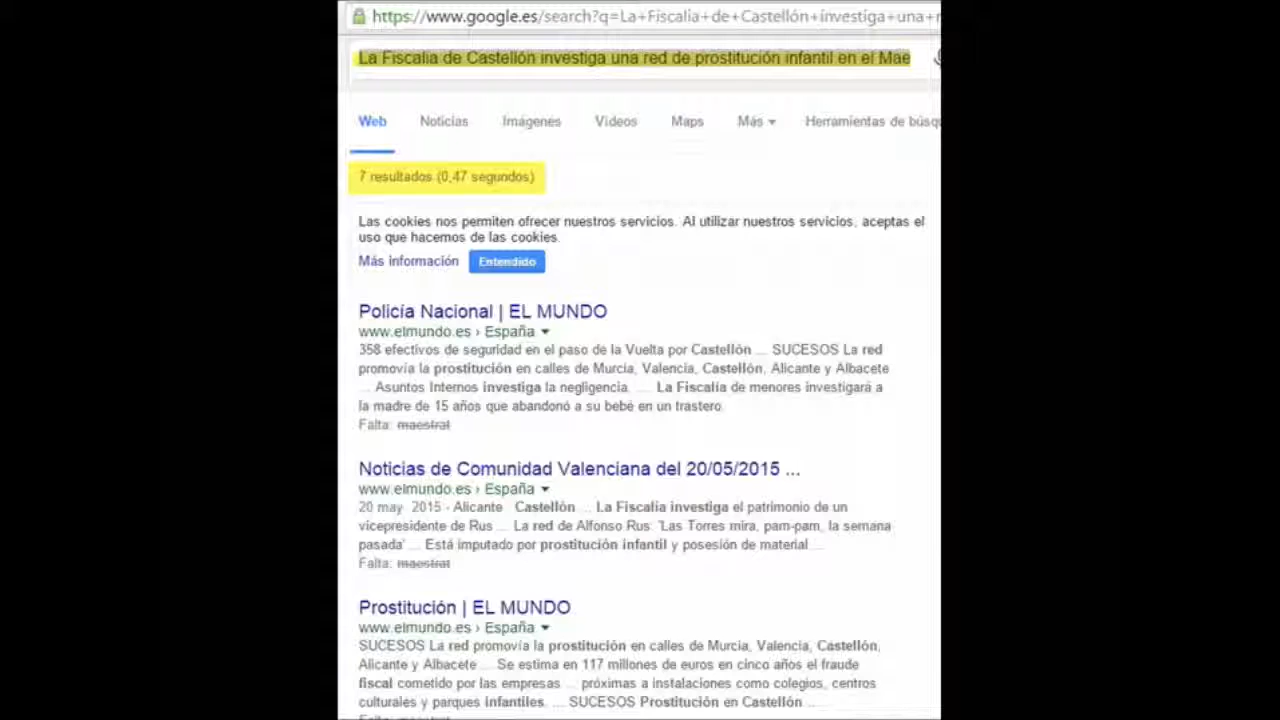 https://www.google.es/search?q=La+Fiscalia+de+Castellón+investiga+una+r
La Fiscalia de Castellón investiga una red de prostitución infantil en el Mae
Web Noticias Imágenes Vídeos Maps Más Herramientas de búsqu
7 resultados (0,47 segundos)
Las cookies nos permiten ofrecer nuestros servicios. Al utilizar nuestros servicios, aceptas el
uso que hacemos de las cookies.
Más información Entendido
Policía Nacional | EL MUNDO
www.elmundo.es › España
358 efectivos de seguridad en el paso de la Vuelta por Castellón ... SUCESOS La red
promovía la prostitución en calles de Murcia, Valencia, Castellón, Alicante y Albacete
... Asuntos Internos investiga la negligencia. ... La Fiscalía de menores investigará a
la madre de 15 años que abandonó a su bebé en un trastero.
Falta: maestrat
Noticias de Comunidad Valenciana del 20/05/2015 ...
www.elmundo.es › España
20 may. 2015 - Alicante · Castellón ... La Fiscalía investiga el patrimonio de un
vicepresidente de Rus ... La red de Alfonso Rus: 'Las Torres mira, pam-pam, la semana
pasada' ... Está imputado por prostitución infantil y posesión de material ...
Falta: maestrat
Prostitución | EL MUNDO
www.elmundo.es › España
SUCESOS La red promovía la prostitución en calles de Murcia, Valencia, Castellón,
Alicante y Albacete ... Se estima en 117 millones de euros en cinco años el fraude
fiscal cometido por las empresas ... próximas a instalaciones como colegios, centros
culturales y parques infantiles. ... SUCESOS Prostitución en Castellón ...
Falta: maestrat